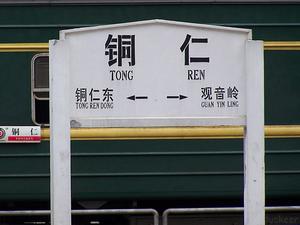 铜 仁
TONG REN
铜仁东 ← → 观音岭
TONG REN DONG GUAN YIN LING
铜 仁